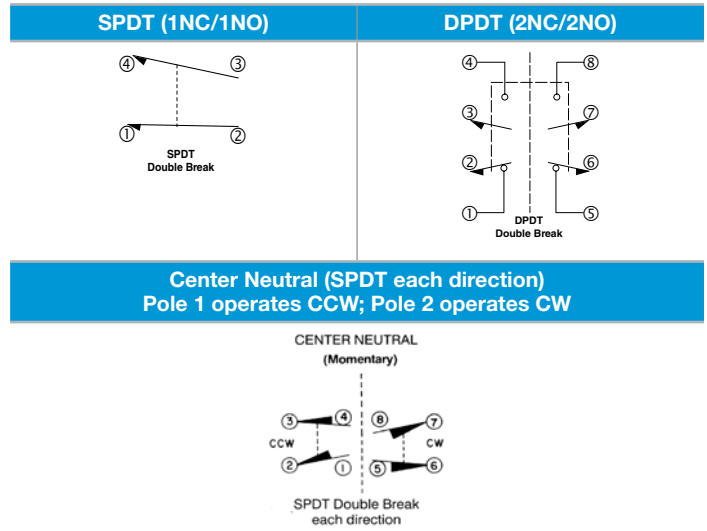 SPDT (1NC/1NO)
④ ③
① ②
SPDT
Double Break
DPDT (2NC/2NO)
④ ⑧
③ ⑦
② ⑥
① ⑤
DPDT
Double Break
Center Neutral (SPDT each direction)
Pole 1 operates CCW; Pole 2 operates CW
CENTER NEUTRAL
(Momentary)
③ ④ ⑧ ⑦
CCW CW
② ① ⑤ ⑥
SPDT Double Break
each direction